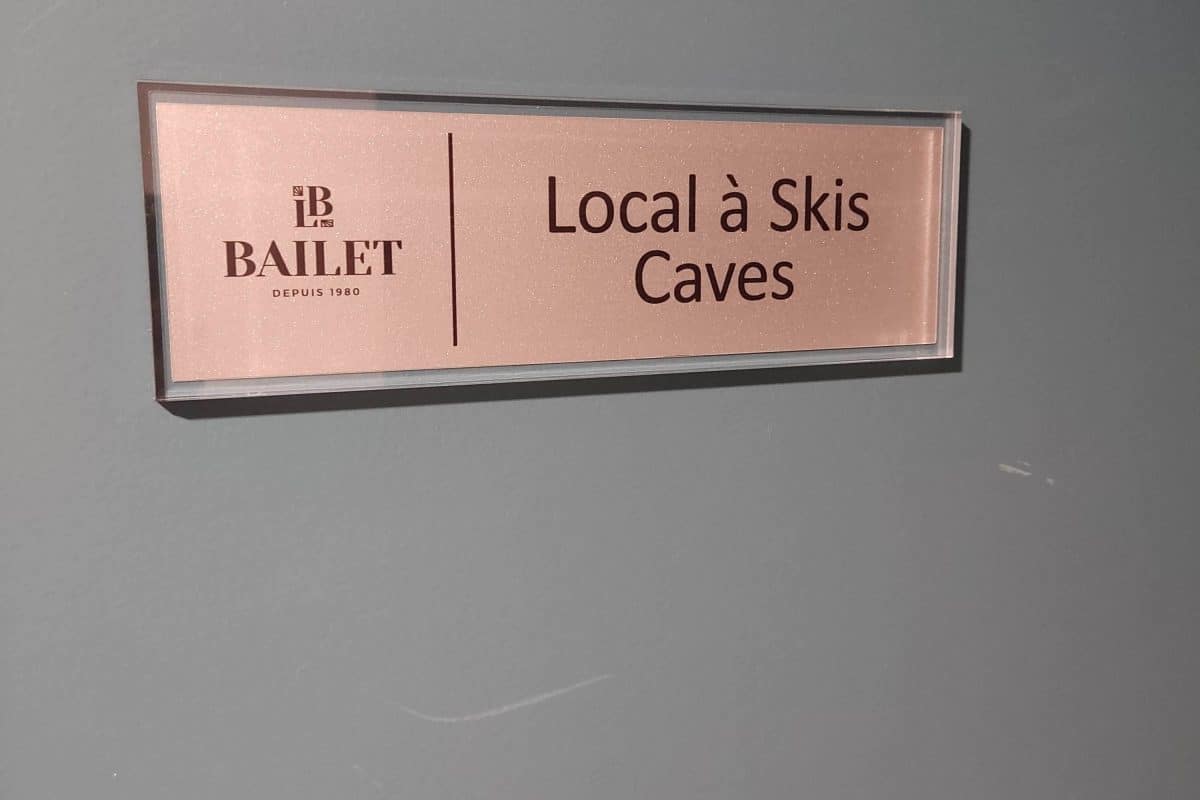 LB
BAILET
DEPUIS 1980
Local à Skis
Caves